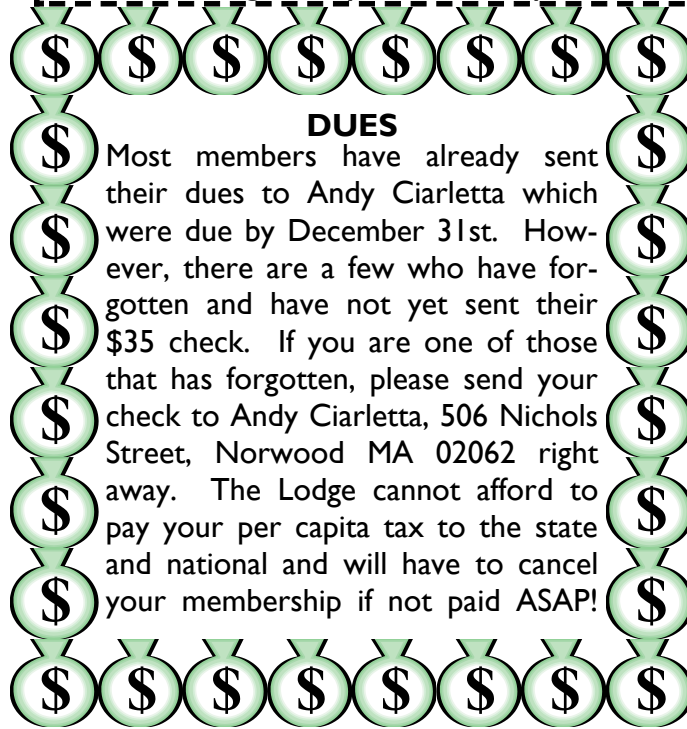 $ $ $ $ $ $ $ $
DUES
$ Most members have already sent $
their dues to Andy Ciarletta which
$ were due by December 31st. How- $
ever, there are a few who have for-
gotten and have not yet sent their
$ $35 check. If you are one of those $
that has forgotten, please send your
$ check to Andy Ciarletta, 506 Nichols $
Street, Norwood MA 02062 right
$ away. The Lodge cannot afford to $
pay your per capita tax to the state
and national and will have to cancel
$ your membership if not paid ASAP! $
$ $ $ $ $ $ $ $